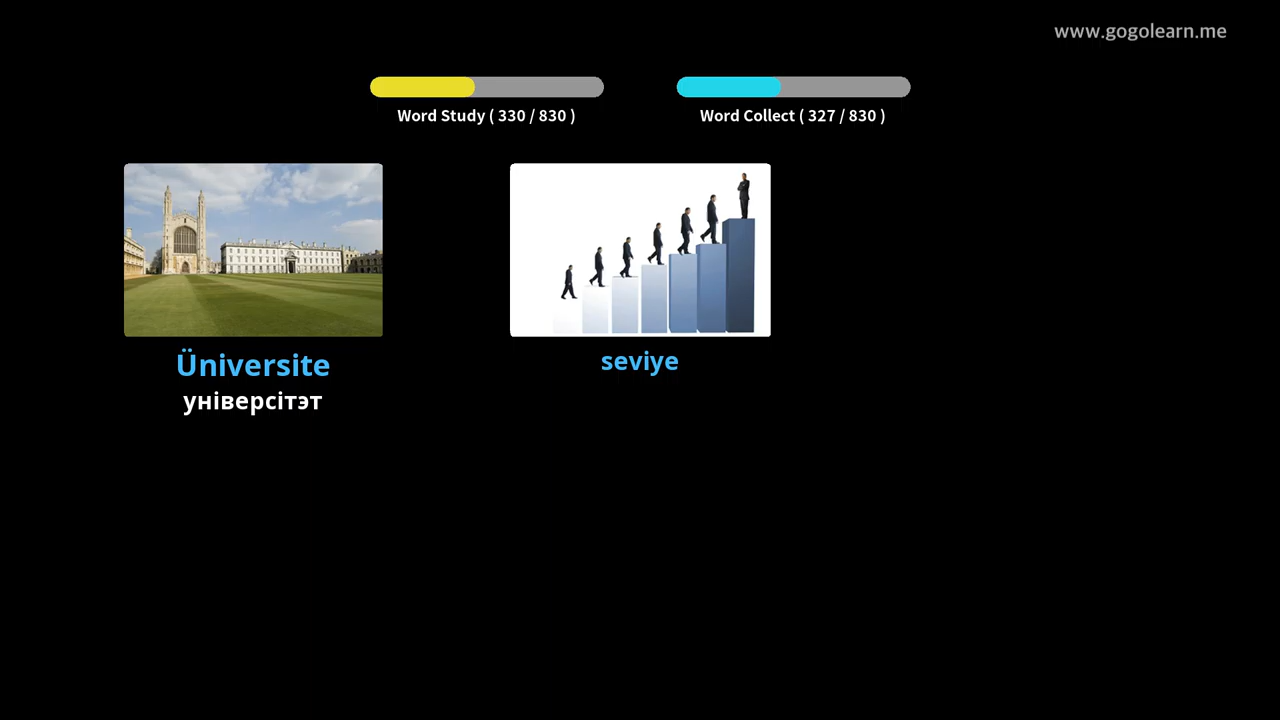 www.gogolearn.me
Word Study ( 330 / 830 )
Word Collect ( 327 / 830 )
Üniversite
універсітэт
seviye